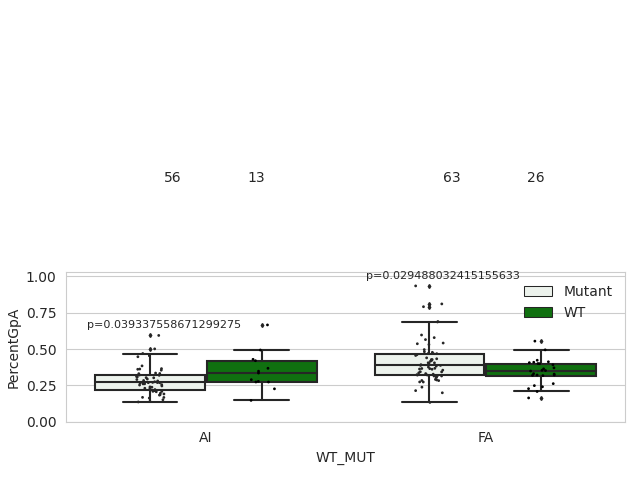 56 13 63 26
1.00
0.75
0.50
0.25
0.00
PercentGpA
p=0.039337558671299275
p=0.029488032415155633
Mutant
WT
AI FA
WT_MUT